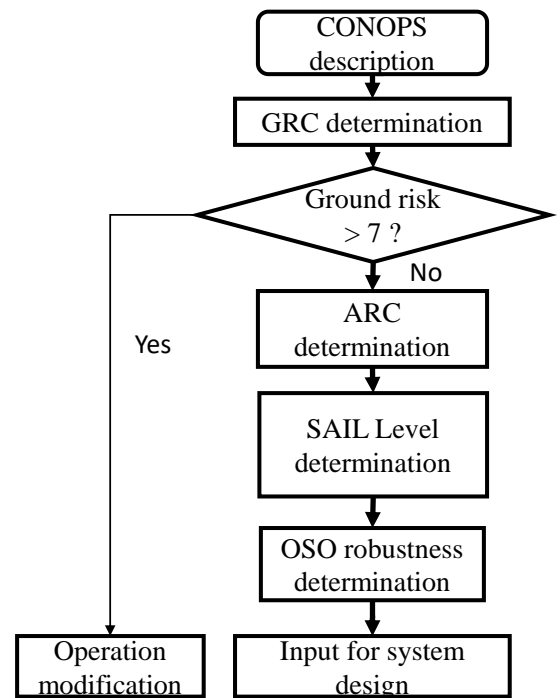 CONOPS
description
GRC determination
Ground risk
> 7 ?
No
Yes
ARC
determination
SAIL Level
determination
OSO robustness
determination
Operation
modification
Input for system
design